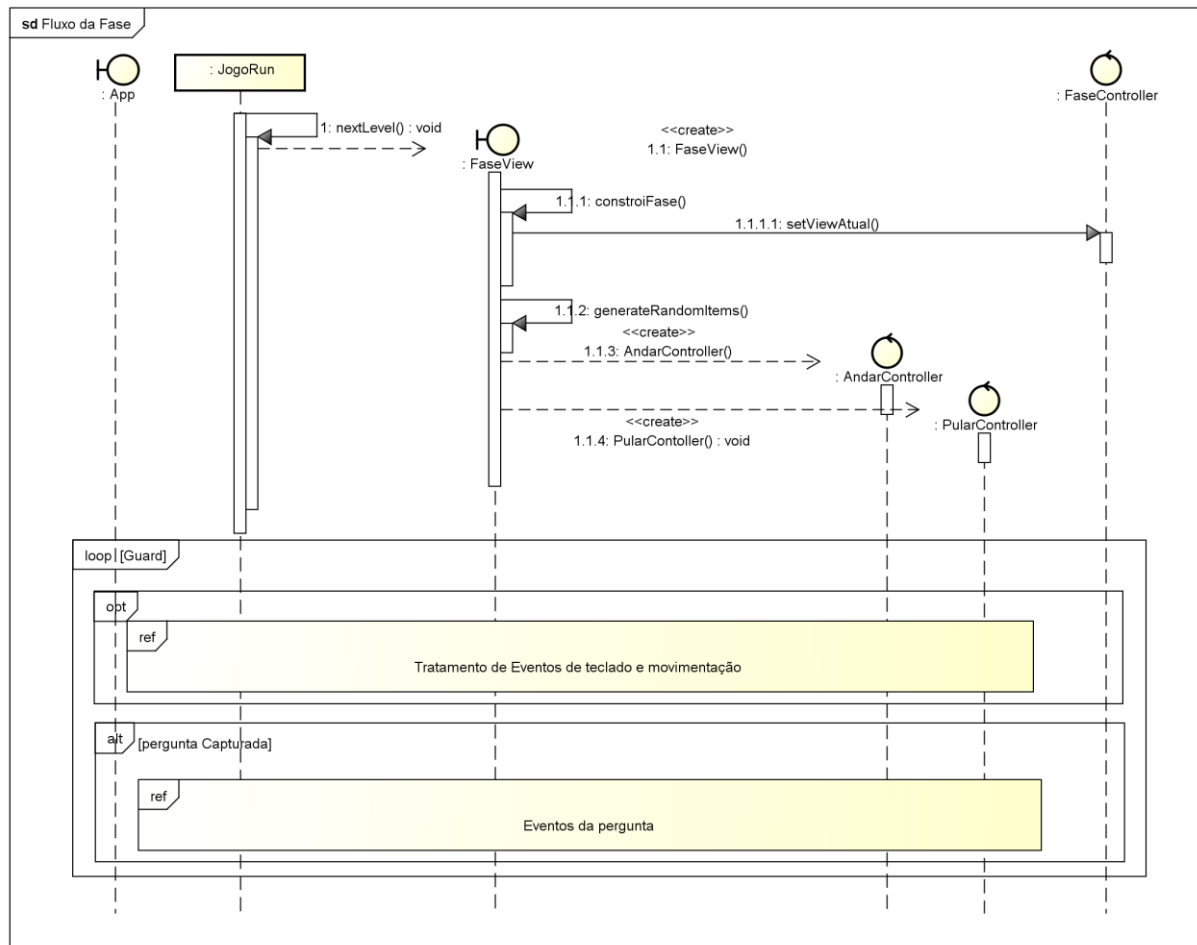 sd Fluxo da Fase
: App
: JogoRun
: FaseController
1: nextLevel() : void
<<create>>
1.1: FaseView()
: FaseView
1.1.1: constroiFase()
1.1.1.1: setViewAtual()
1.1.2: generateRandomItems()
<<create>>
1.1.3: AndarController()
: AndarController
<<create>>
1.1.4: PularContoller() : void
: PularController
loop [Guard]
opt
ref
Tratamento de Eventos de teclado e movimentação
alt [pergunta Capturada]
ref
Eventos da pergunta